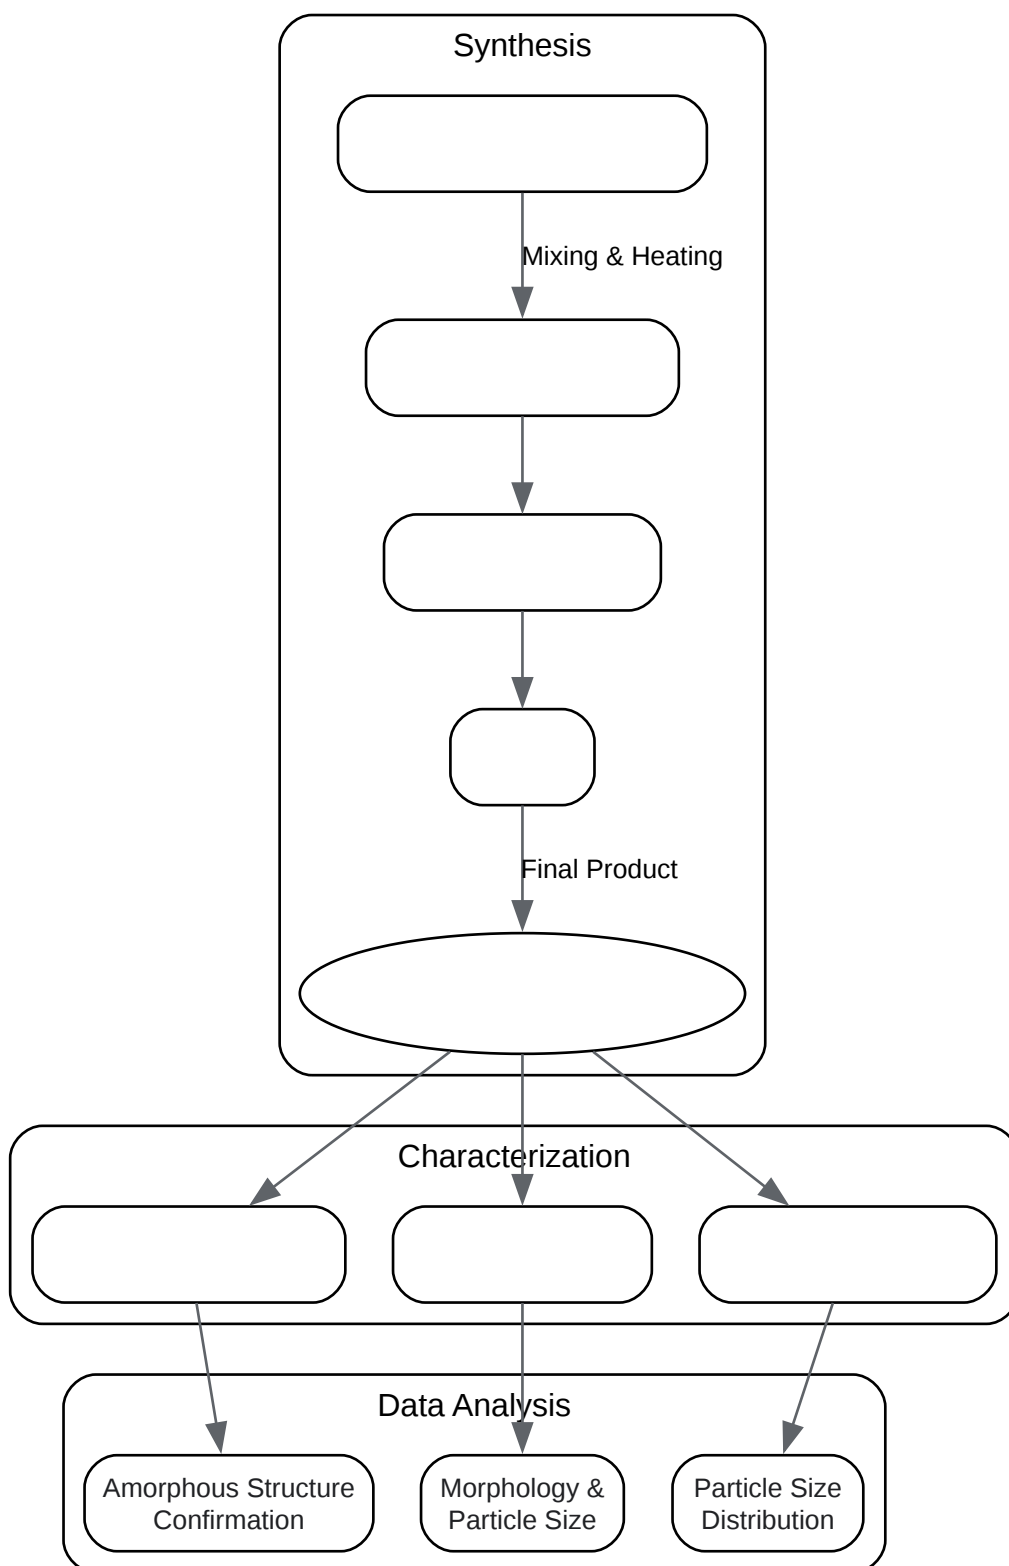 Synthesis
Mixing & Heating
Final Product
Characterization
Data Analysis
Amorphous Structure
Confirmation
Morphology &
Particle Size
Particle Size
Distribution